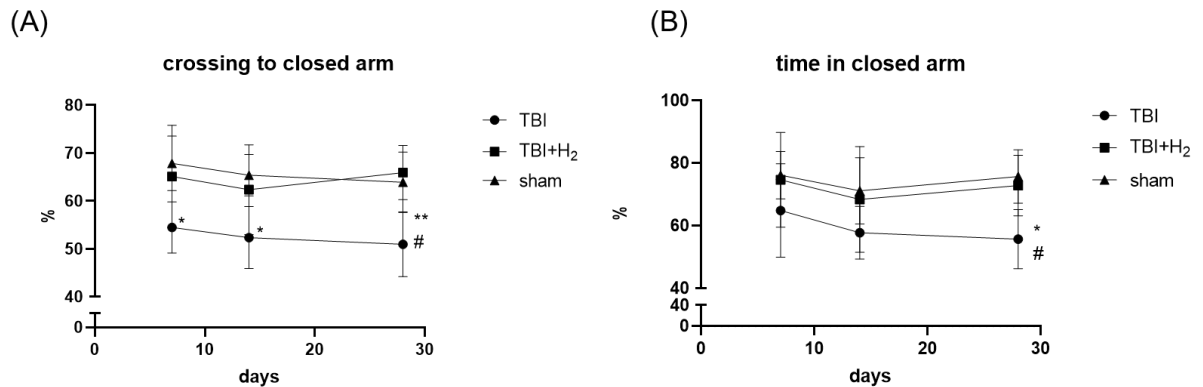 (A)
crossing to closed arm
80
70
60
50
40
0
%
0 10 20 30
days
TBI
TBI+H₂
sham
*
*
**
#
(B)
time in closed arm
100
80
60
40
40
0
%
0 10 20 30
days
TBI
TBI+H₂
sham
*
#